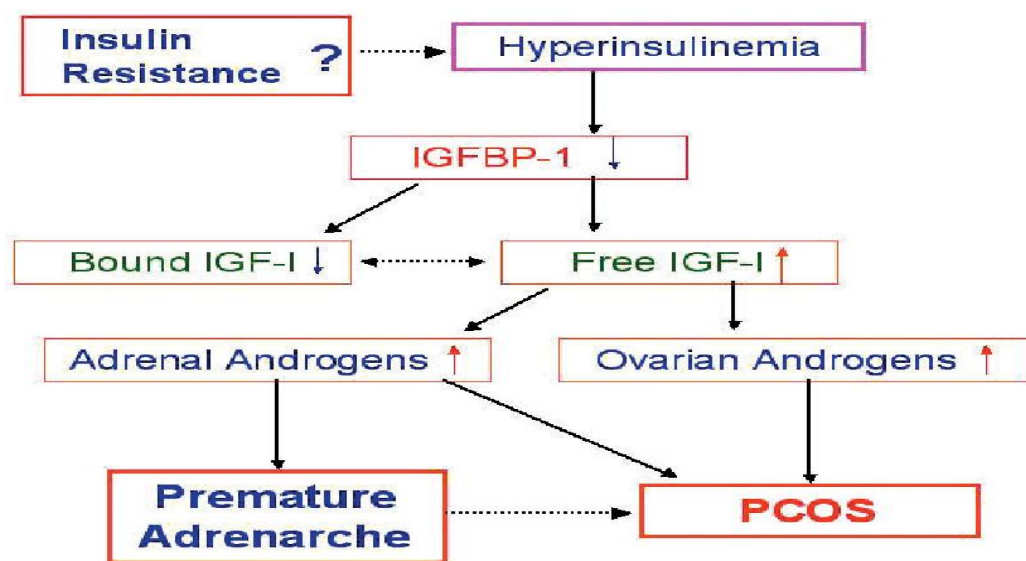 Insulin
Resistance ?
Hyperinsulinemia
IGFBP-1 ↓
Bound IGF-I ↓
Free IGF-I ↑
Adrenal Androgens ↑
Ovarian Androgens ↑
Premature
Adrenarche
PCOS